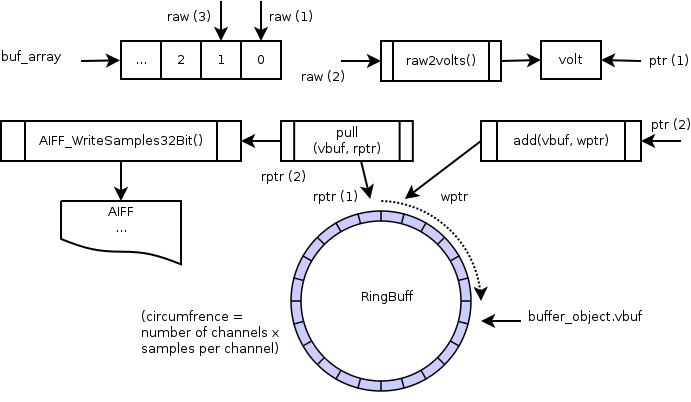 raw (3)
raw (1)
buf_array
...
2
1
0
raw (2)
raw2volts()
volt
ptr (1)
AIFF_WriteSamples32Bit()
pull
(vbuf, rptr)
add(vbuf, wptr)
ptr (2)
rptr (2)
rptr (1)
wptr
AIFF
...
RingBuff
(circumfrence =
number of channels x
samples per channel)
buffer_object.vbuf